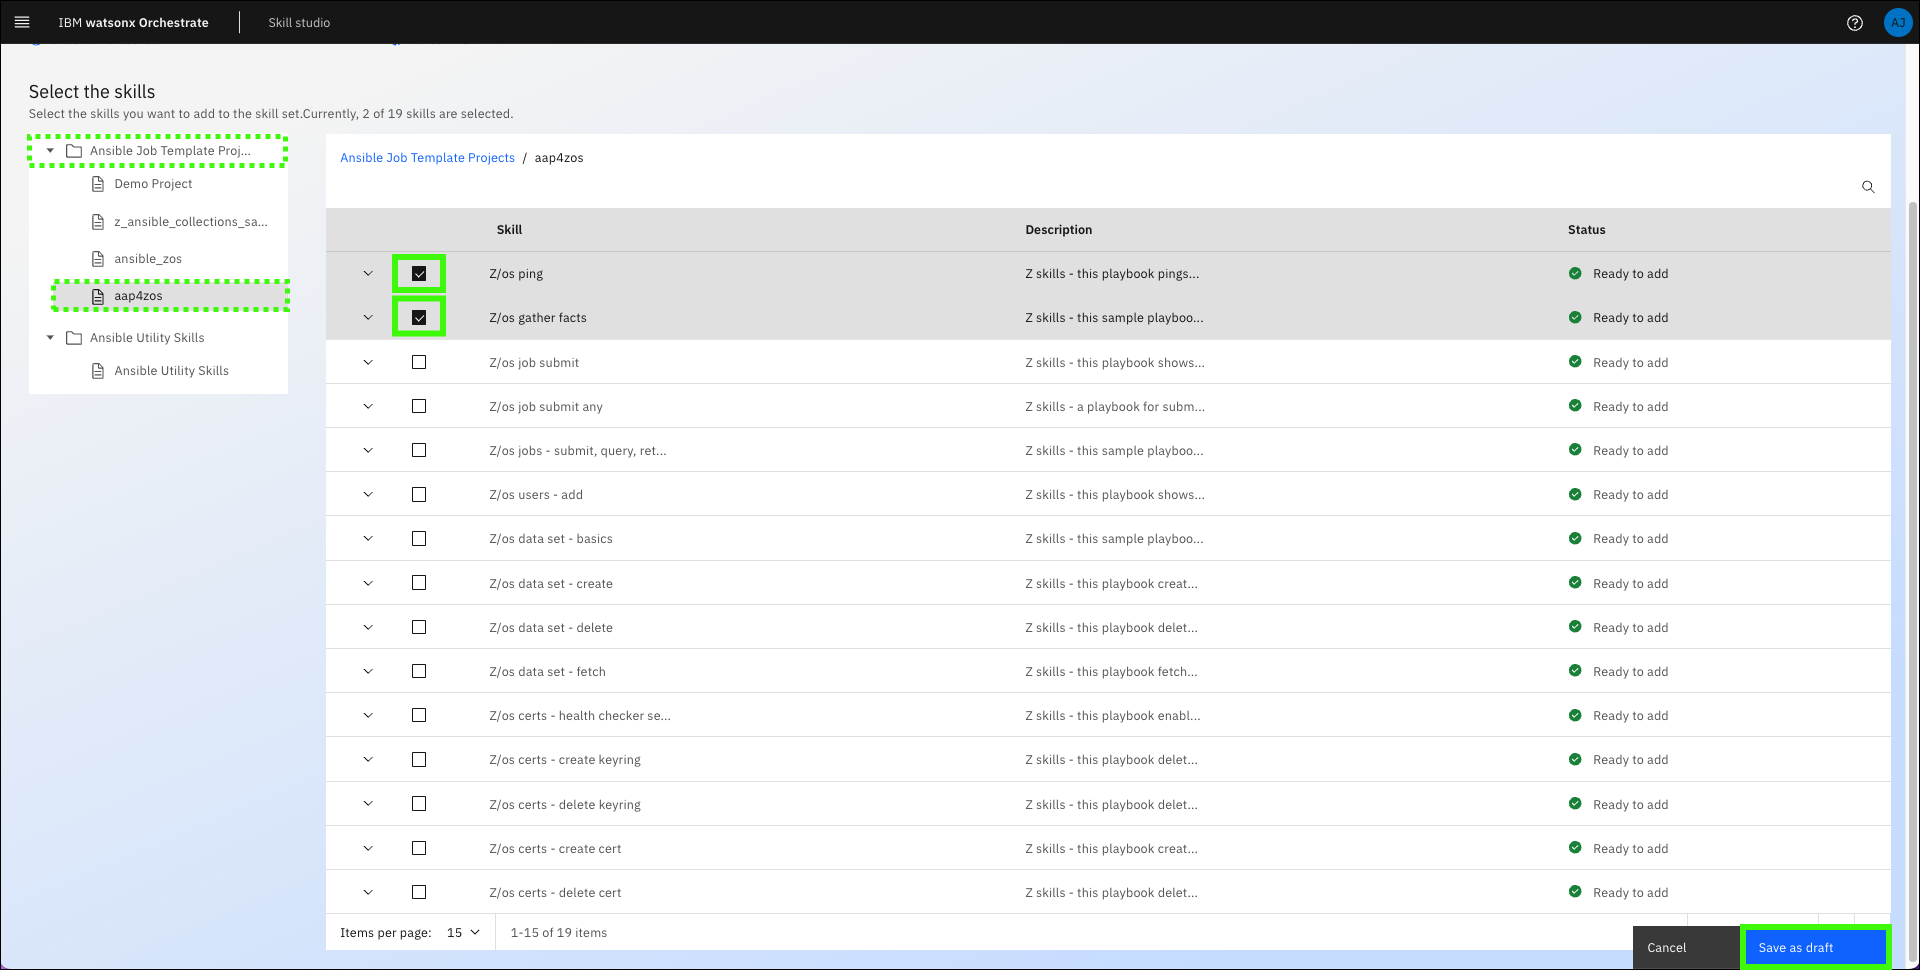 IBM watsonx Orchestrate
Skill studio
AJ
Select the skills
Select the skills you want to add to the skill set.Currently, 2 of 19 skills are selected.
Ansible Job Template Proj...
Demo Project
z_ansible_collections_sa...
ansible_zos
aap4zos
Ansible Utility Skills
Ansible Utility Skills
Ansible Job Template Projects / aap4zos
Skill Description Status
Z/os ping Z skills - this playbook pings... Ready to add
Z/os gather facts Z skills - this sample playboo... Ready to add
Z/os job submit Z skills - this playbook shows... Ready to add
Z/os job submit any Z skills - a playbook for subm... Ready to add
Z/os jobs - submit, query, ret... Z skills - this sample playboo... Ready to add
Z/os users - add Z skills - this playbook shows... Ready to add
Z/os data set - basics Z skills - this sample playboo... Ready to add
Z/os data set - create Z skills - this playbook creat... Ready to add
Z/os data set - delete Z skills - this playbook delet... Ready to add
Z/os data set - fetch Z skills - this playbook fetch... Ready to add
Z/os certs - health checker se... Z skills - this playbook enabl... Ready to add
Z/os certs - create keyring Z skills - this playbook delet... Ready to add
Z/os certs - delete keyring Z skills - this playbook delet... Ready to add
Z/os certs - create cert Z skills - this playbook creat... Ready to add
Z/os certs - delete cert Z skills - this playbook delet... Ready to add
Items per page: 15 1-15 of 19 items
Cancel Save as draft